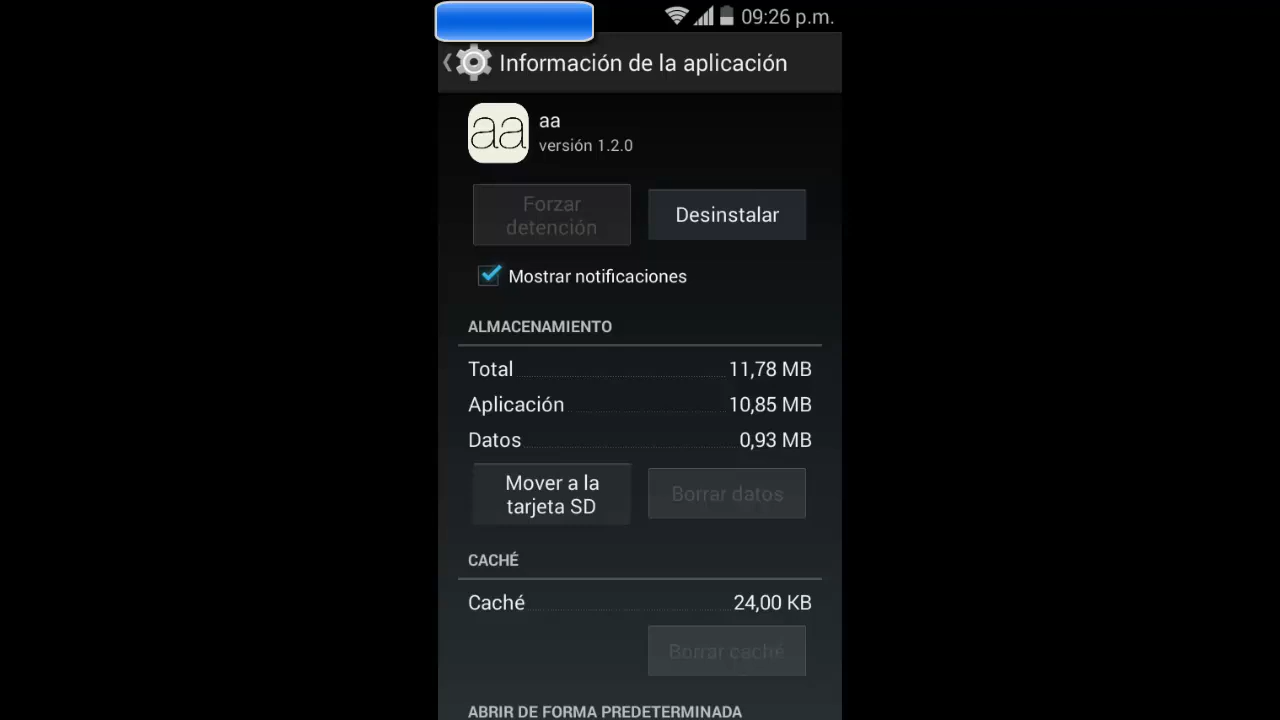 09:26 p.m.
Información de la aplicación
aa
aa
versión 1.2.0
Forzar
detención
Desinstalar
Mostrar notificaciones
ALMACENAMIENTO
Total 11,78 MB
Aplicación 10,85 MB
Datos 0,93 MB
Mover a la
tarjeta SD
Borrar datos
CACHÉ
Caché 24,00 KB
Borrar caché
ABRIR DE FORMA PREDETERMINADA